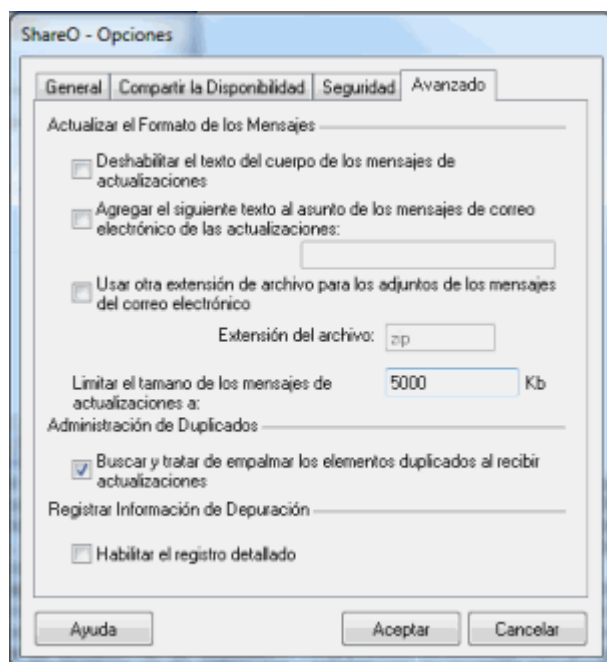 ShareO - Opciones
General Compartir la Disponibilidad Seguridad Avanzado
Actualizar el Formato de los Mensajes
Deshabilitar el texto del cuerpo de los mensajes de
actualizaciones
Agregar el siguiente texto al asunto de los mensajes de correo
electrónico de las actualizaciones:
Usar otra extensión de archivo para los adjuntos de los mensajes
del correo electrónico
Extensión del archivo: zip
Limitar el tamano de los mensajes de 5000 Kb
actualizaciones a:
Administración de Duplicados
Buscar y tratar de empalmar los elementos duplicados al recibir
actualizaciones
Registrar Información de Depuración
Habilitar el registro detallado
Ayuda Aceptar Cancelar